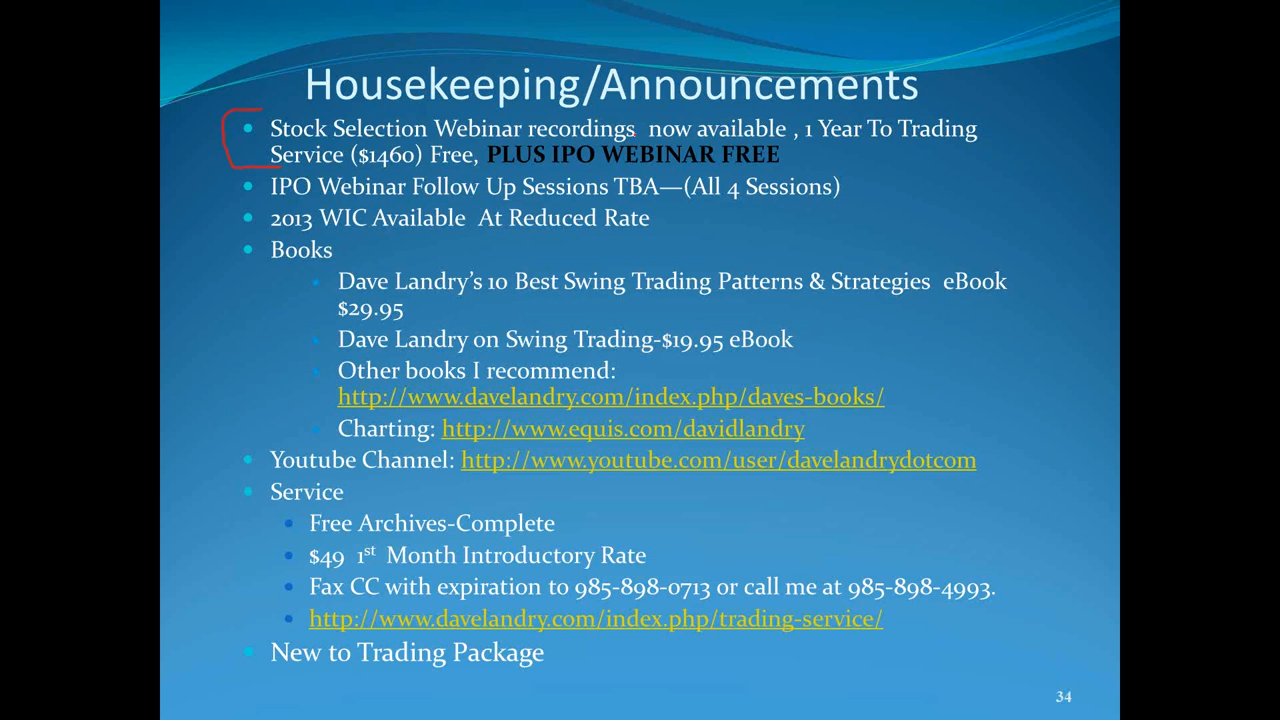 Housekeeping/Announcements
Stock Selection Webinar recordings now available , 1 Year To Trading
Service ($1460) Free, PLUS IPO WEBINAR FREE
IPO Webinar Follow Up Sessions TBA—(All 4 Sessions)
2013 WIC Available At Reduced Rate
Books
Dave Landry’s 10 Best Swing Trading Patterns & Strategies eBook
$29.95
Dave Landry on Swing Trading-$19.95 eBook
Other books I recommend:
http://www.davelandry.com/index.php/daves-books/
Charting: http://www.equis.com/davidlandry
Youtube Channel: http://www.youtube.com/user/davelandrydotcom
Service
Free Archives-Complete
$49 1st Month Introductory Rate
Fax CC with expiration to 985-898-0713 or call me at 985-898-4993.
http://www.davelandry.com/index.php/trading-service/
New to Trading Package
34